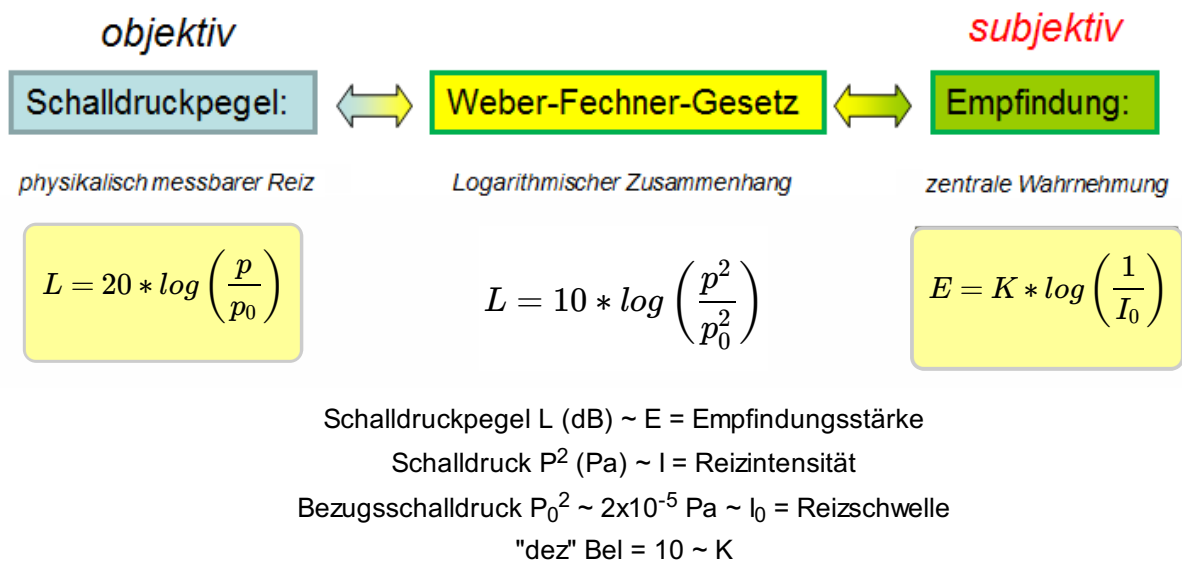 objektiv
subjektiv
Schalldruckpegel:
Weber-Fechner-Gesetz
Empfindung:
physikalisch messbarer Reiz
Logarithmischer Zusammenhang
zentrale Wahrnehmung
L = 20 * log (p/p₀)
L = 10 * log (p²/p₀²)
E = K * log (1/I₀)
Schalldruckpegel L (dB) ~ E = Empfindungsstärke
Schalldruck P² (Pa) ~ I = Reizintensität
Bezugsschalldruck P₀² ~ 2x10⁻⁵ Pa ~ I₀ = Reizschwelle
"dez" Bel = 10 ~ K